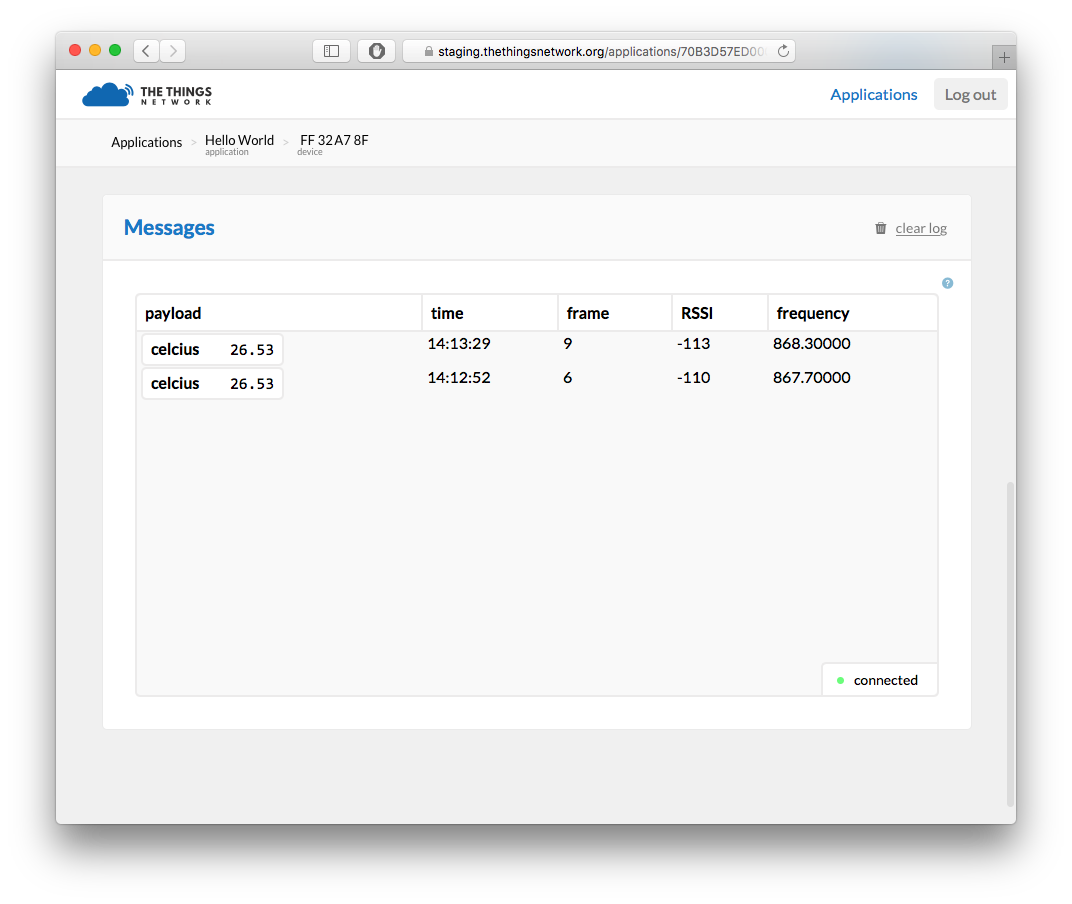 staging.thethingsnetwork.org/applications/70B3D57ED00
THE THINGS
NETWORK
Applications
Log out
Applications > Hello World > FF 32 A7 8F
application device
Messages
clear log
?
payload time frame RSSI frequency
celcius 26.53 14:13:29 9 -113 868.30000
celcius 26.53 14:12:52 6 -110 867.70000
connected